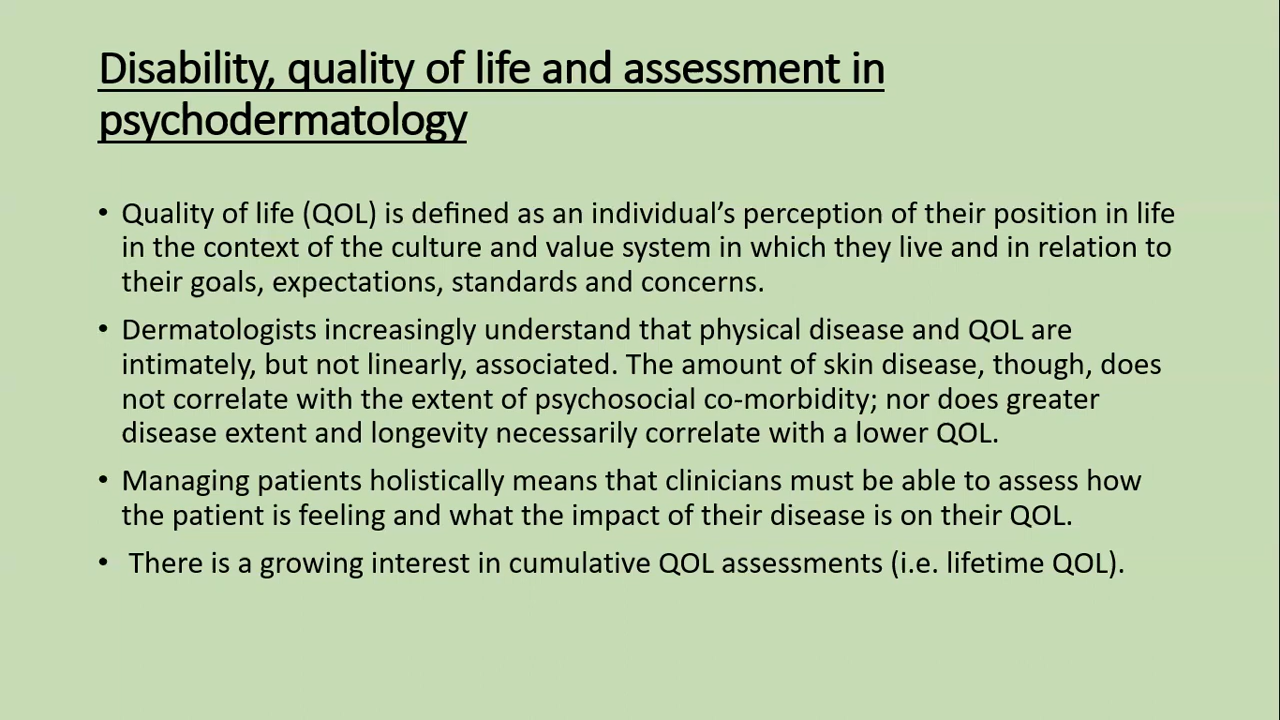 Disability, quality of life and assessment in
psychodermatology
• Quality of life (QOL) is defined as an individual’s perception of their position in life
in the context of the culture and value system in which they live and in relation to
their goals, expectations, standards and concerns.
• Dermatologists increasingly understand that physical disease and QOL are
intimately, but not linearly, associated. The amount of skin disease, though, does
not correlate with the extent of psychosocial co-morbidity; nor does greater
disease extent and longevity necessarily correlate with a lower QOL.
• Managing patients holistically means that clinicians must be able to assess how
the patient is feeling and what the impact of their disease is on their QOL.
• There is a growing interest in cumulative QOL assessments (i.e. lifetime QOL).